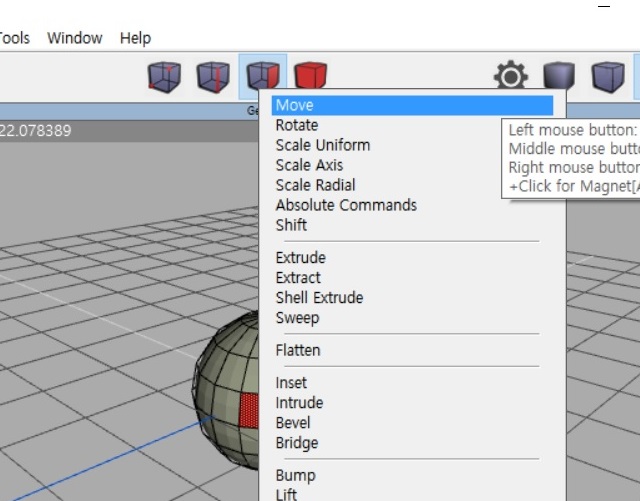 Tools Window Help
22.078389
Move
Rotate
Scale Uniform
Scale Axis
Scale Radial
Absolute Commands
Shift
Extrude
Extract
Shell Extrude
Sweep
Flatten
Inset
Intrude
Bevel
Bridge
Bump
Lift
Left mouse button:
Middle mouse butto
Right mouse button
+Click for Magnet[A